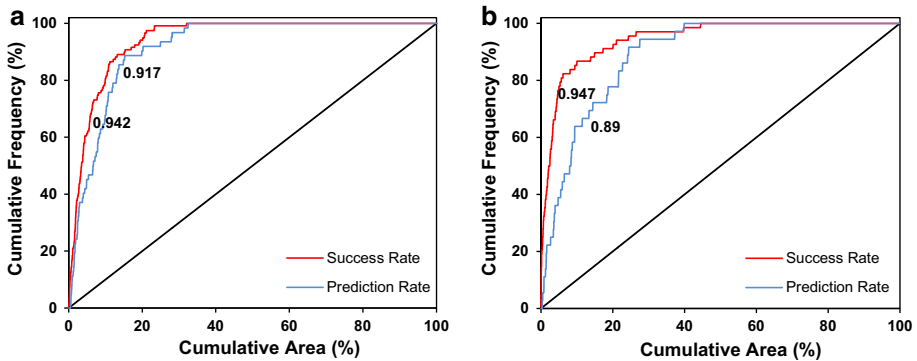 a
Cumulative Frequency (%)
100
80
60
40
20
0
0.917
0.942
Success Rate
Prediction Rate
0 20 40 60 80 100
Cumulative Area (%)
b
Cumulative Frequency (%)
100
80
60
40
20
0
0.947
0.89
Success Rate
Prediction Rate
0 20 40 60 80 100
Cumulative Area (%)